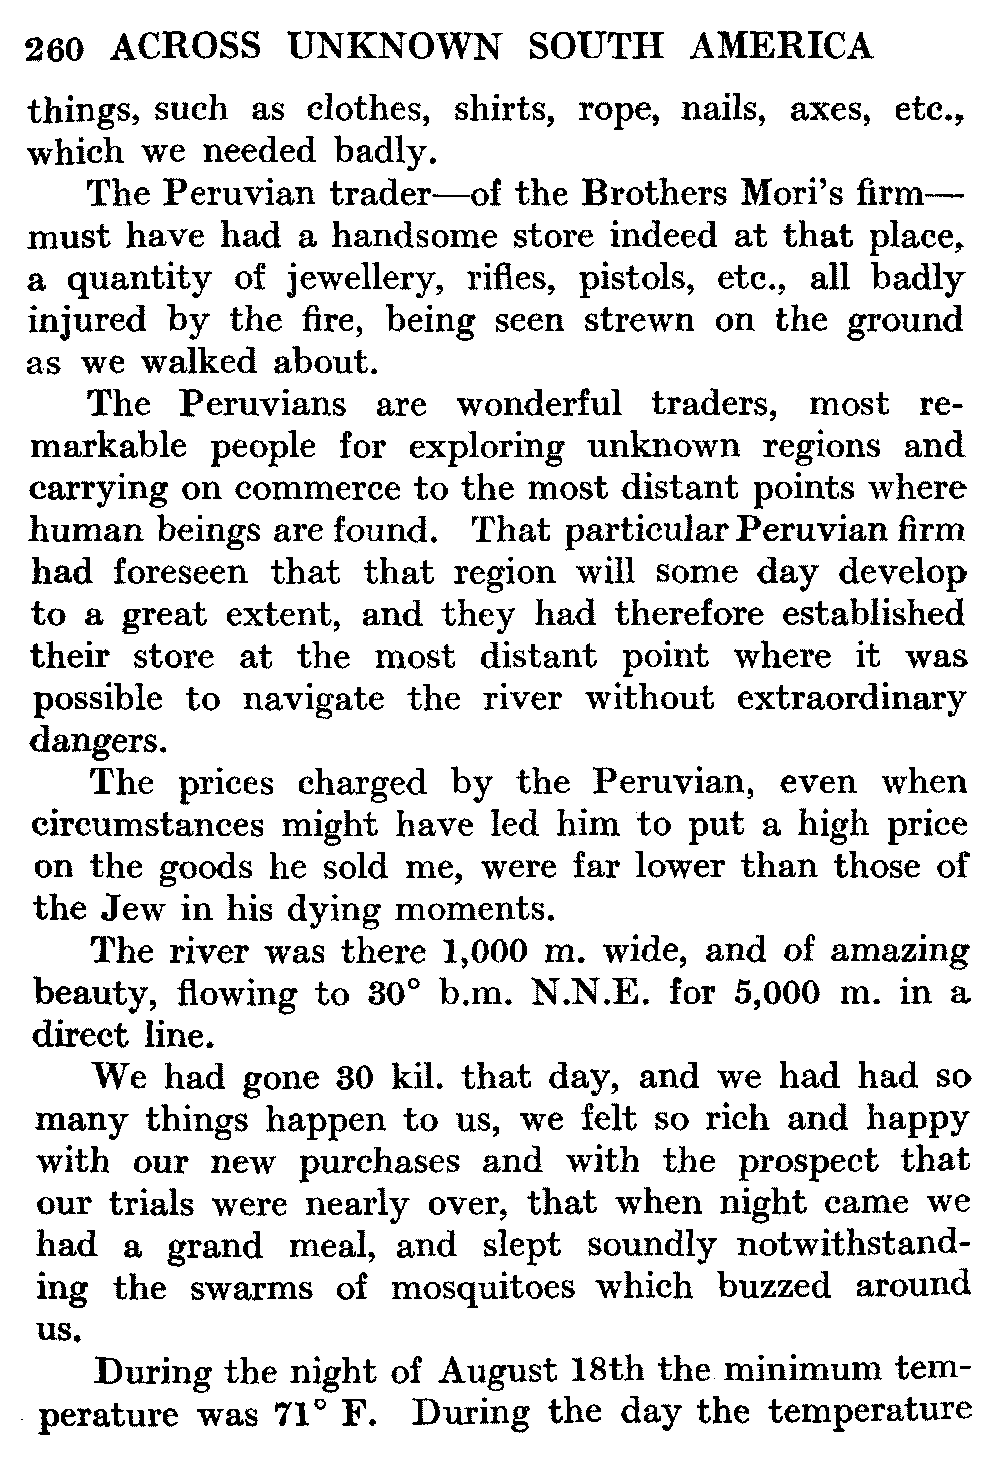 260 ACROSS UNKNOWN SOUTH AMERICA
things, such as clothes, shirts, rope, nails, axes, etc.,
which we needed badly.
The Peruvian trader—of the Brothers Mori's firm—
must have had a handsome store indeed at that place,
a quantity of jewellery, rifles, pistols, etc., all badly
injured by the fire, being seen strewn on the ground
as we walked about.
The Peruvians are wonderful traders, most re-
markable people for exploring unknown regions and
carrying on commerce to the most distant points where
human beings are found. That particular Peruvian firm
had foreseen that that region will some day develop
to a great extent, and they had therefore established
their store at the most distant point where it was
possible to navigate the river without extraordinary
dangers.
The prices charged by the Peruvian, even when
circumstances might have led him to put a high price
on the goods he sold me, were far lower than those of
the Jew in his dying moments.
The river was there 1,000 m. wide, and of amazing
beauty, flowing to 30° b.m. N.N.E. for 5,000 m. in a
direct line.
We had gone 30 kil. that day, and we had had so
many things happen to us, we felt so rich and happy
with our new purchases and with the prospect that
our trials were nearly over, that when night came we
had a grand meal, and slept soundly notwithstand-
ing the swarms of mosquitoes which buzzed around
us.
During the night of August 18th the minimum tem-
perature was 71° F. During the day the temperature